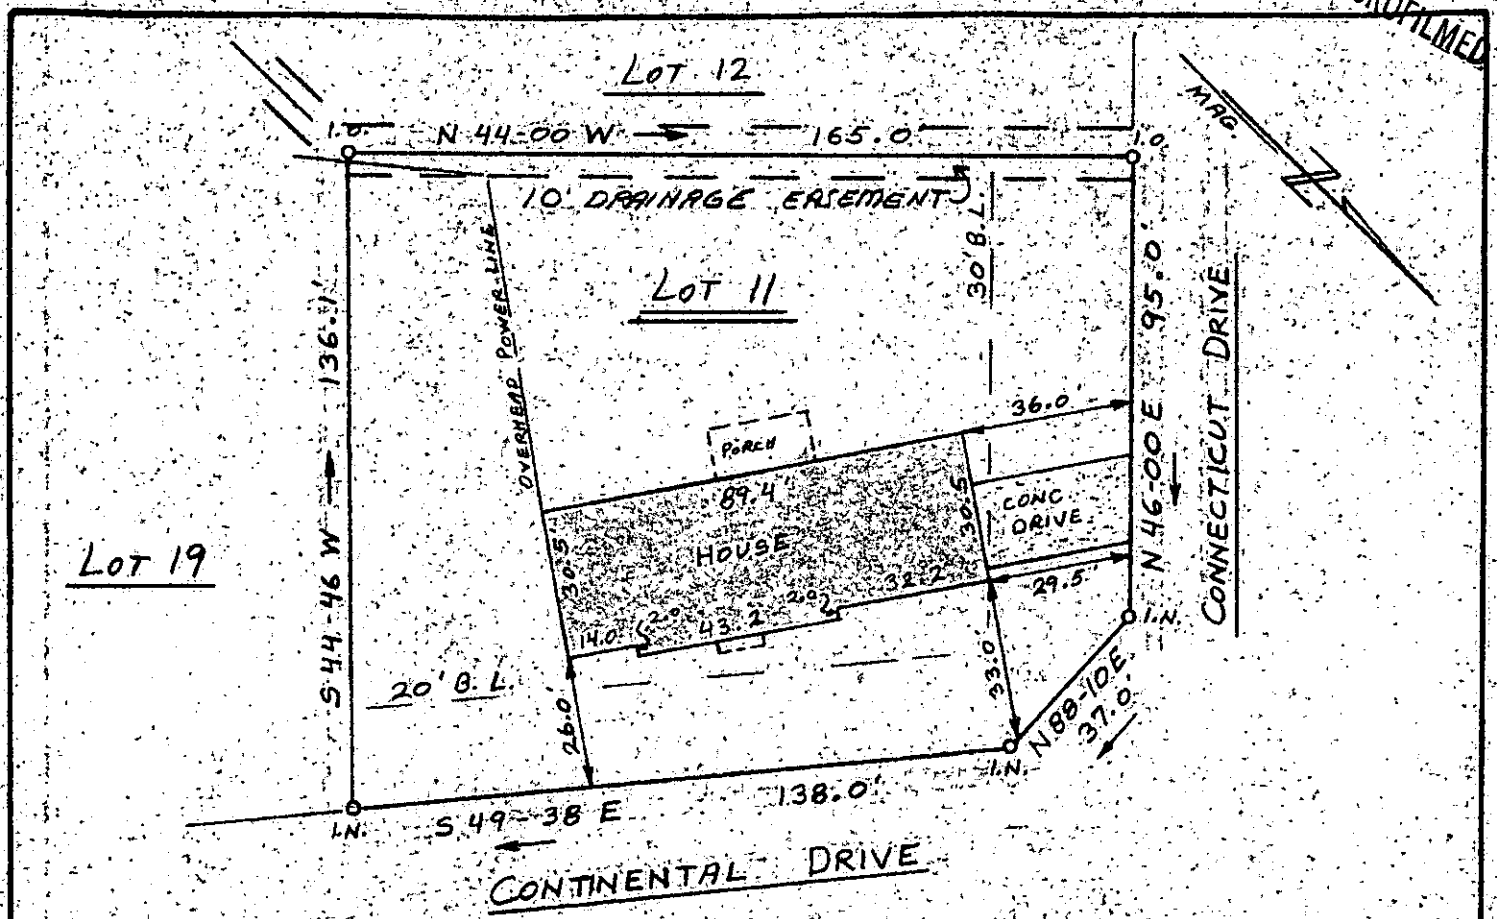 LOT 12
I.O. N 44-00 W 165.0' I.O.
MAG.
10' DRAINAGE EASEMENT
30' B.L.
OVERHEAD POWER-LINE
LOT 11
S 44-46 W 136.1'
N 46-00 E 95.0'
CONNECTICUT DRIVE
36.0'
PORCH
89.4'
30.5
CONC
DRIVE
LOT 19
30.5'
HOUSE
32.2'
29.5'
14.0' 2.0' 43.2' 2.0'
I.N.
20' B.L.
26.0'
33.0'
N 88-10 E
37.0'
I.N.
138.0'
I.N.
S 49-38 E
CONTINENTAL DRIVE